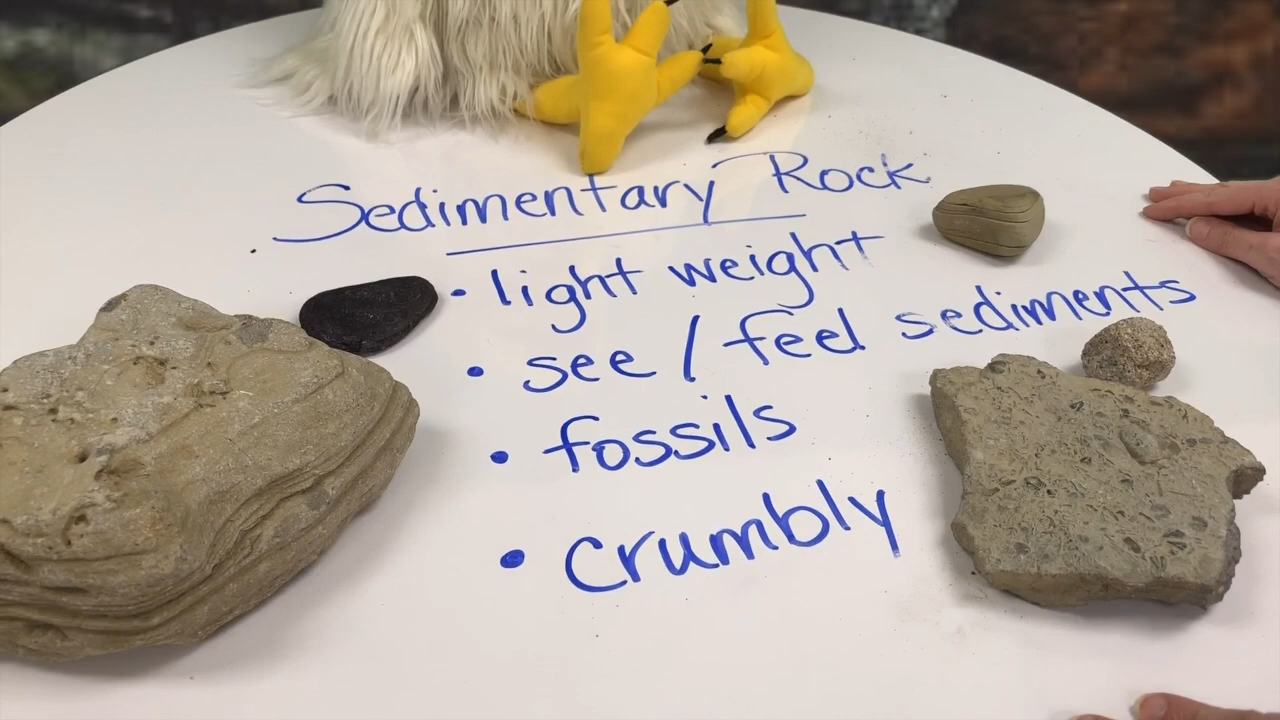 Sedimentary Rock
• light weight
• see / feel sediments
• fossils
• crumbly